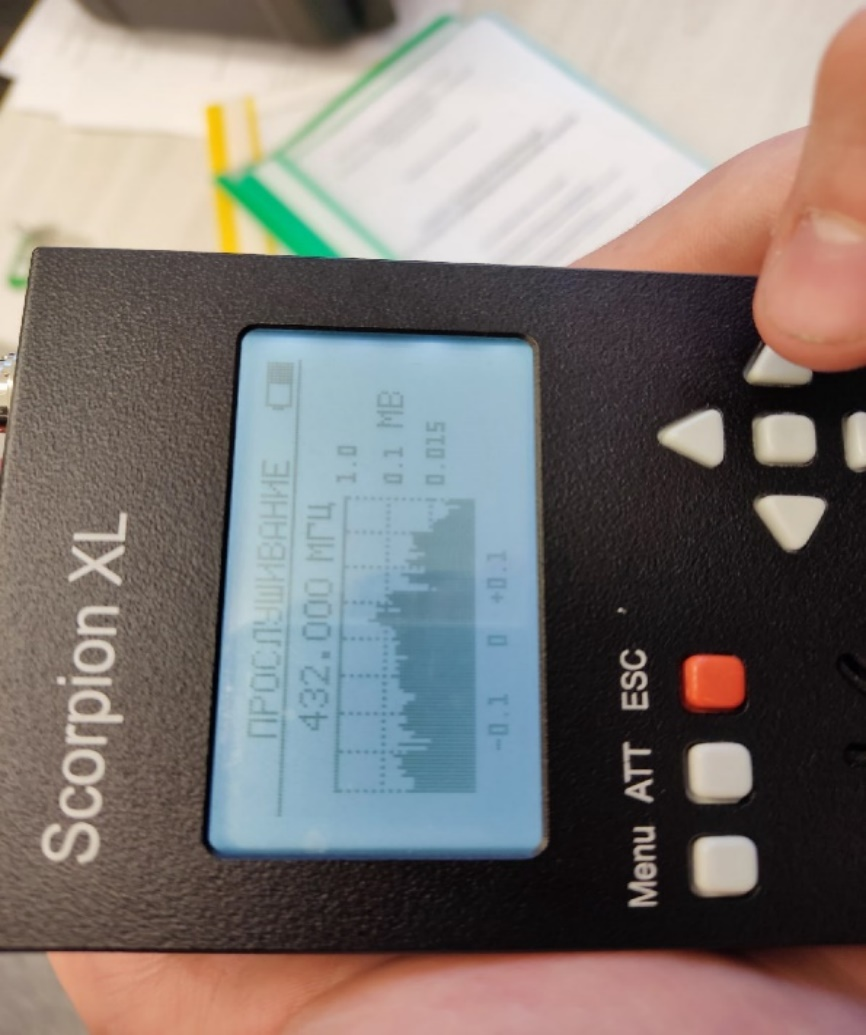 Scorpion XL
ПРОСЛУШИВАНИЕ
432.000 МГЦ
1.0
0.1 МВ
0.015
-0.1 0 +0.1
Menu ATT ESC